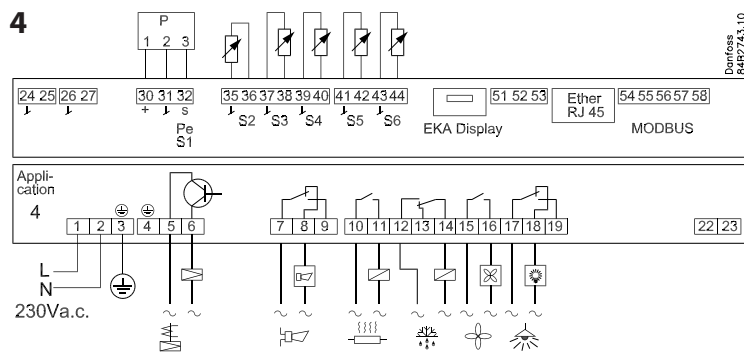 4
P
1 2 3
Danfoss
84B2743.10
24 25 26 27 30 31 32 35 36 37 38 39 40 41 42 43 44 51 52 53 54 55 56 57 58
+ s S2 S3 S4 S5 S6
Pe
S1
EKA Display
Ether
RJ 45
MODBUS
Appli-
cation
4
1 2 3 4 5 6 7 8 9 10 11 12 13 14 15 16 17 18 19 22 23
L
N
230Va.c.